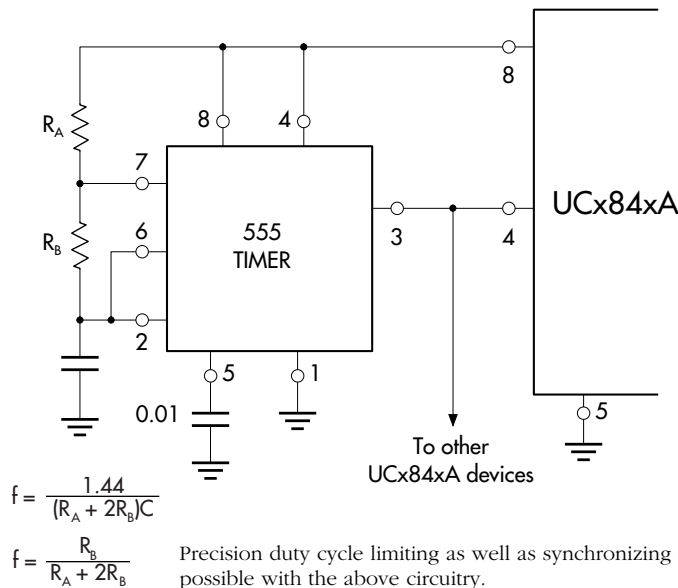 8
R_A
8
4
7
555
TIMER
UCx84xA
R_B
6
3
4
2
5
1
5
0.01
To other
UCx84xA devices
f = 1.44 / (R_A + 2R_B)C
f = R_B / R_A + 2R_B
Precision duty cycle limiting as well as synchronizing
possible with the above circuitry.